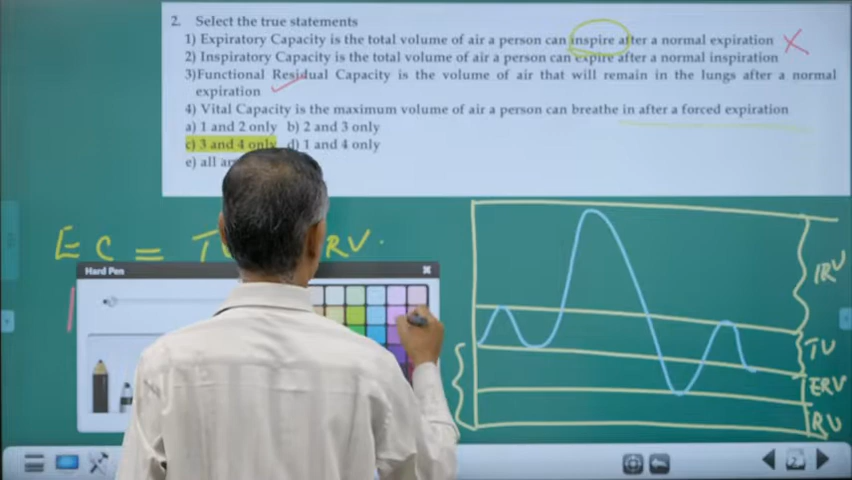 2. Select the true statements
1) Expiratory Capacity is the total volume of air a person can inspire after a normal expiration
2) Inspiratory Capacity is the total volume of air a person can expire after a normal inspiration
3)Functional Residual Capacity is the volume of air that will remain in the lungs after a normal
expiration
4) Vital Capacity is the maximum volume of air a person can breathe in after a forced expiration
a) 1 and 2 only b) 2 and 3 only
c) 3 and 4 only d) 1 and 4 only
e) all
EC = RV.
Hard Pen
IRV
TV
ERV
RV
2